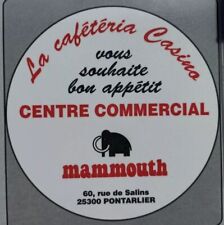 La cafétéria Casino
vous
souhaite
bon appétit
CENTRE COMMERCIAL
mammouth
60, rue de Salins
25300 PONTARLIER